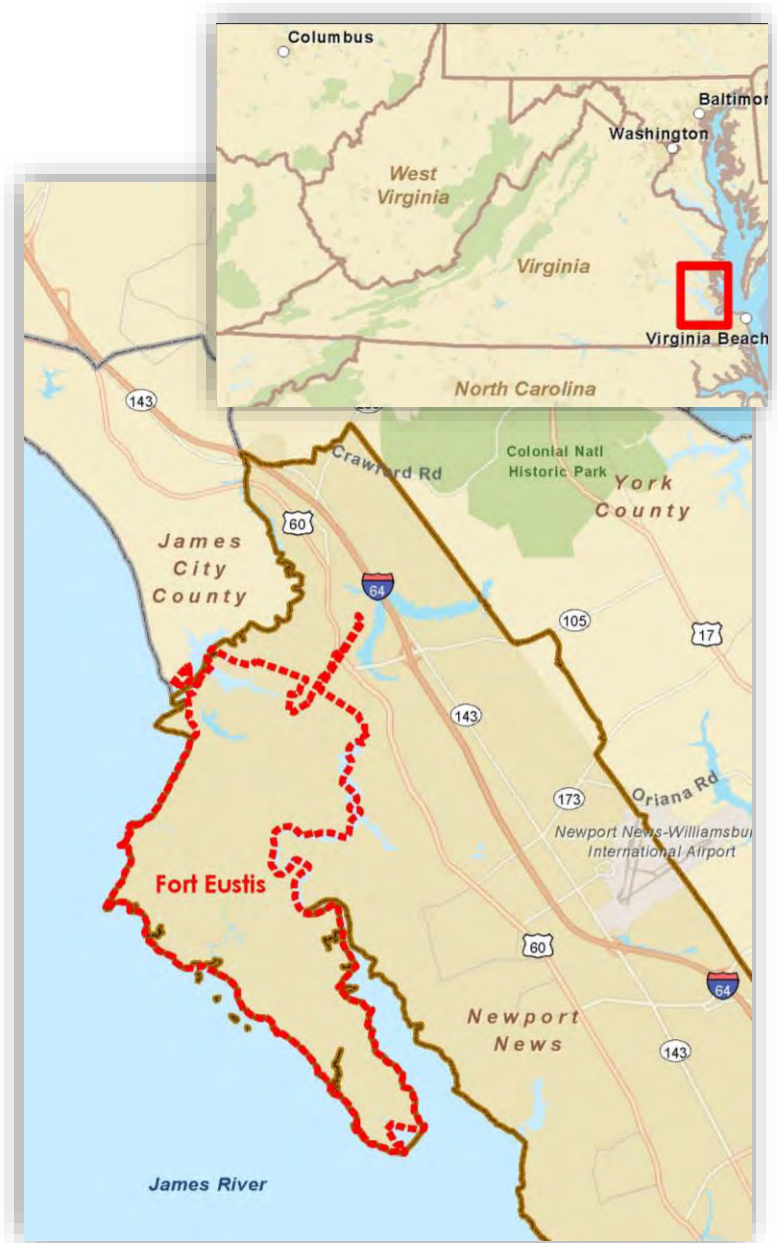 Columbus
Baltimor
Washington
West
Virginia
Virginia
Virginia Beach
North Carolina
143
Crawford Rd
Colonial Natl
Historic Park
York
County
60
James
City
County
64
105
17
143
Oriana Rd
173
Newport News-Williamsbur
International Airport
Fort Eustis
60
64
Newport
News
143
James River